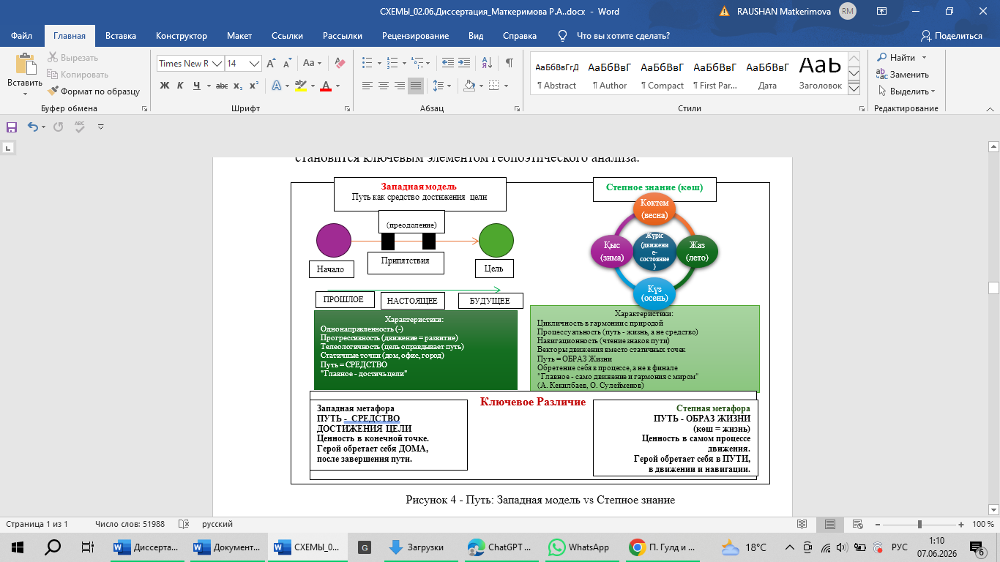 СХЕМЫ_02.06.Диссертация_Маткеримова Р.А..docx - Word
RAUSHAN Matkerimova
RM
Файл Главная Вставка Конструктор Макет Ссылки Рассылки Рецензирование Вид Справка Что вы хотите сделать? Поделиться
Вставить
Вырезать
Копировать
Формат по образцу
Буфер обмена
Times New R 14
Aa
Ж К Ч abc x₂ x²
Шрифт
Абзац
АаБбВвГгД АаБбВвГ АаБбВвГ АаБбВвГ АаБбВвГ АаЬ
¶ Abstract ¶ Author ¶ Compact ¶ First Par... Дата Заголовок
Стили
Найти
Заменить
Выделить
Редактирование
становится ключевым элементом геопоэтического анализа.
Западная модель
Путь как средство достижения цели
(преодоление)
Припятствия
Начало
Цель
ПРОШЛОЕ
НАСТОЯЩЕЕ
БУДУЩЕЕ
Характеристики:
Однонаправленность (-)
Прогрессивность (движение = развитие)
Телеологичность (цель оправдывает путь)
Статичные точки (дом, офис, город)
Путь = СРЕДСТВО
"Главное - достичь цели"
Степное знание (көш)
Көктем
(весна)
Қыс
(зима)
Жүріс
(движени
е-
состояние
)
Жаз
(лето)
Күз
(осень)
Характеристики:
Цикличность в гармонии с природой
Процессуальность (путь - жизнь, а не средство)
Навигационность (чтение знаков пути)
Векторы движения вместо статичных точек
Путь = ОБРАЗ Жизни
Обретение себя в процессе, а не в финале
"Главное - само движение и гармония с миром"
(А. Кекилбаев, О. Сулейменов)
Ключевое Различие
Западная метафора
ПУТЬ - СРЕДСТВО
ДОСТИЖЕНИЯ ЦЕЛИ
Ценность в конечной точке.
Герой обретает себя ДОМА,
после завершения пути.
Степная метафора
ПУТЬ - ОБРАЗ ЖИЗНИ
(көш = жизнь)
Ценность в самом процессе
движения.
Герой обретает себя в ПУТИ,
в движении и навигации.
Рисунок 4 - Путь: Западная модель vs Степное знание
Страница 1 из 1 Число слов: 51988 русский 100 %
Диссерта... Документ... СХЕМЫ_0... G Загрузки ChatGPT ... WhatsApp П. Гулд и ... 18°C РУС
1:10
07.06.2026
6